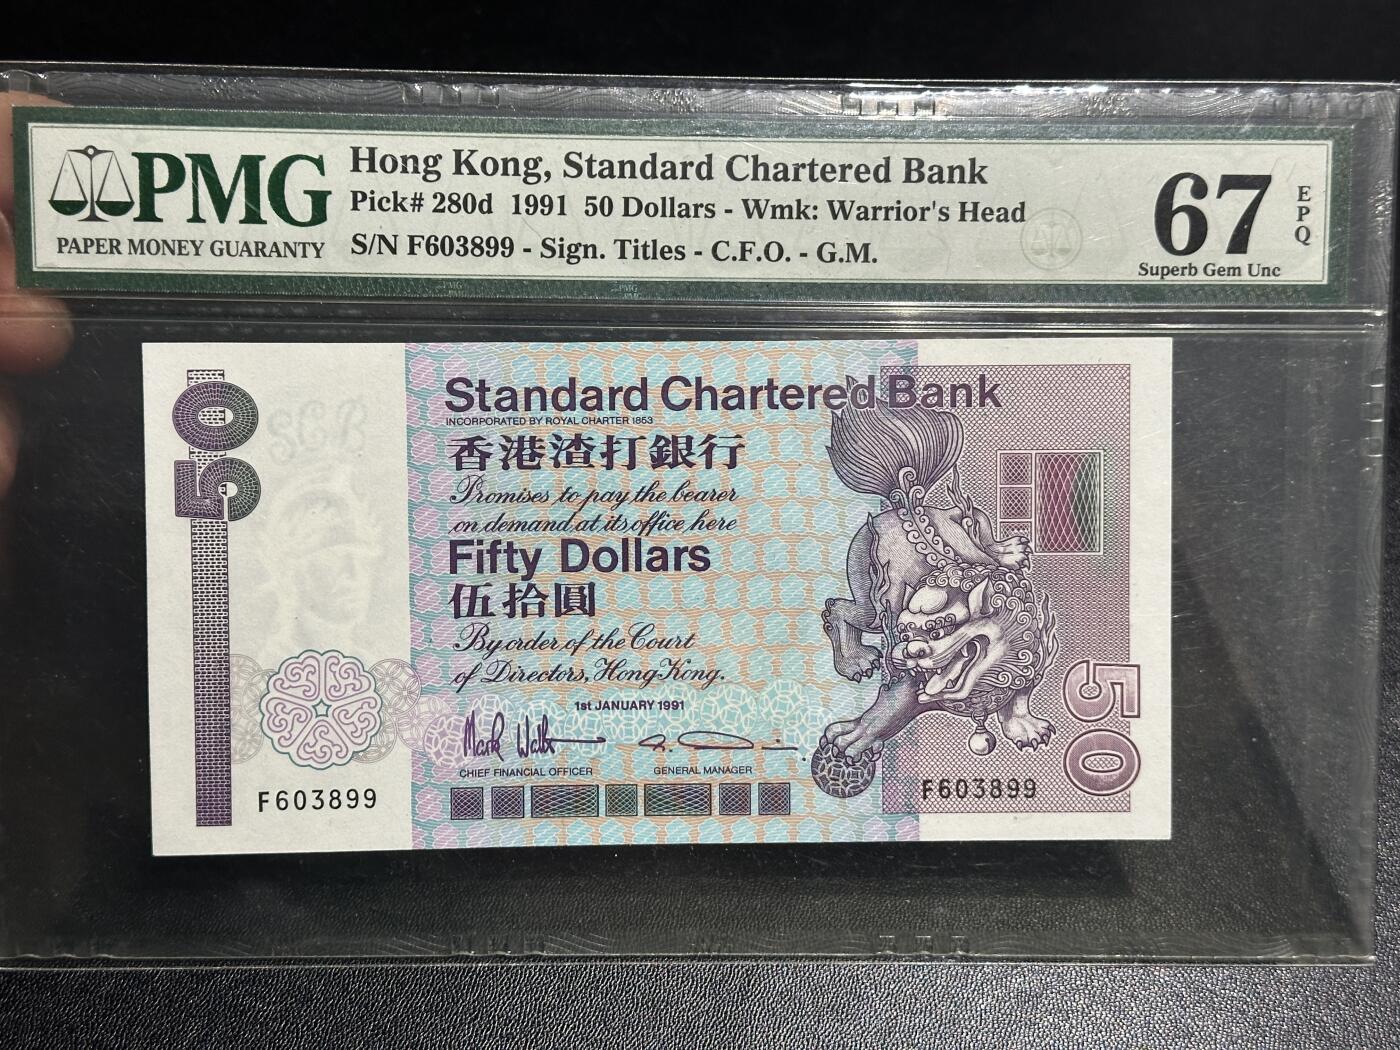 PMG
PAPER MONEY GUARANTY
Hong Kong, Standard Chartered Bank
Pick# 280d 1991 50 Dollars - Wmk: Warrior's Head
S/N F603899 - Sign. Titles - C.F.O. - G.M.
67
EPQ
Superb Gem Unc
50
Standard Chartered Bank
INCORPORATED BY ROYAL CHARTER 1853
香港渣打銀行
Promises to pay the bearer
on demand at its office here
Fifty Dollars
伍拾圓
By order of the Court
of Directors, Hong Kong.
1st JANUARY 1991
CHIEF FINANCIAL OFFICER
GENERAL MANAGER
F603899
F603899
50